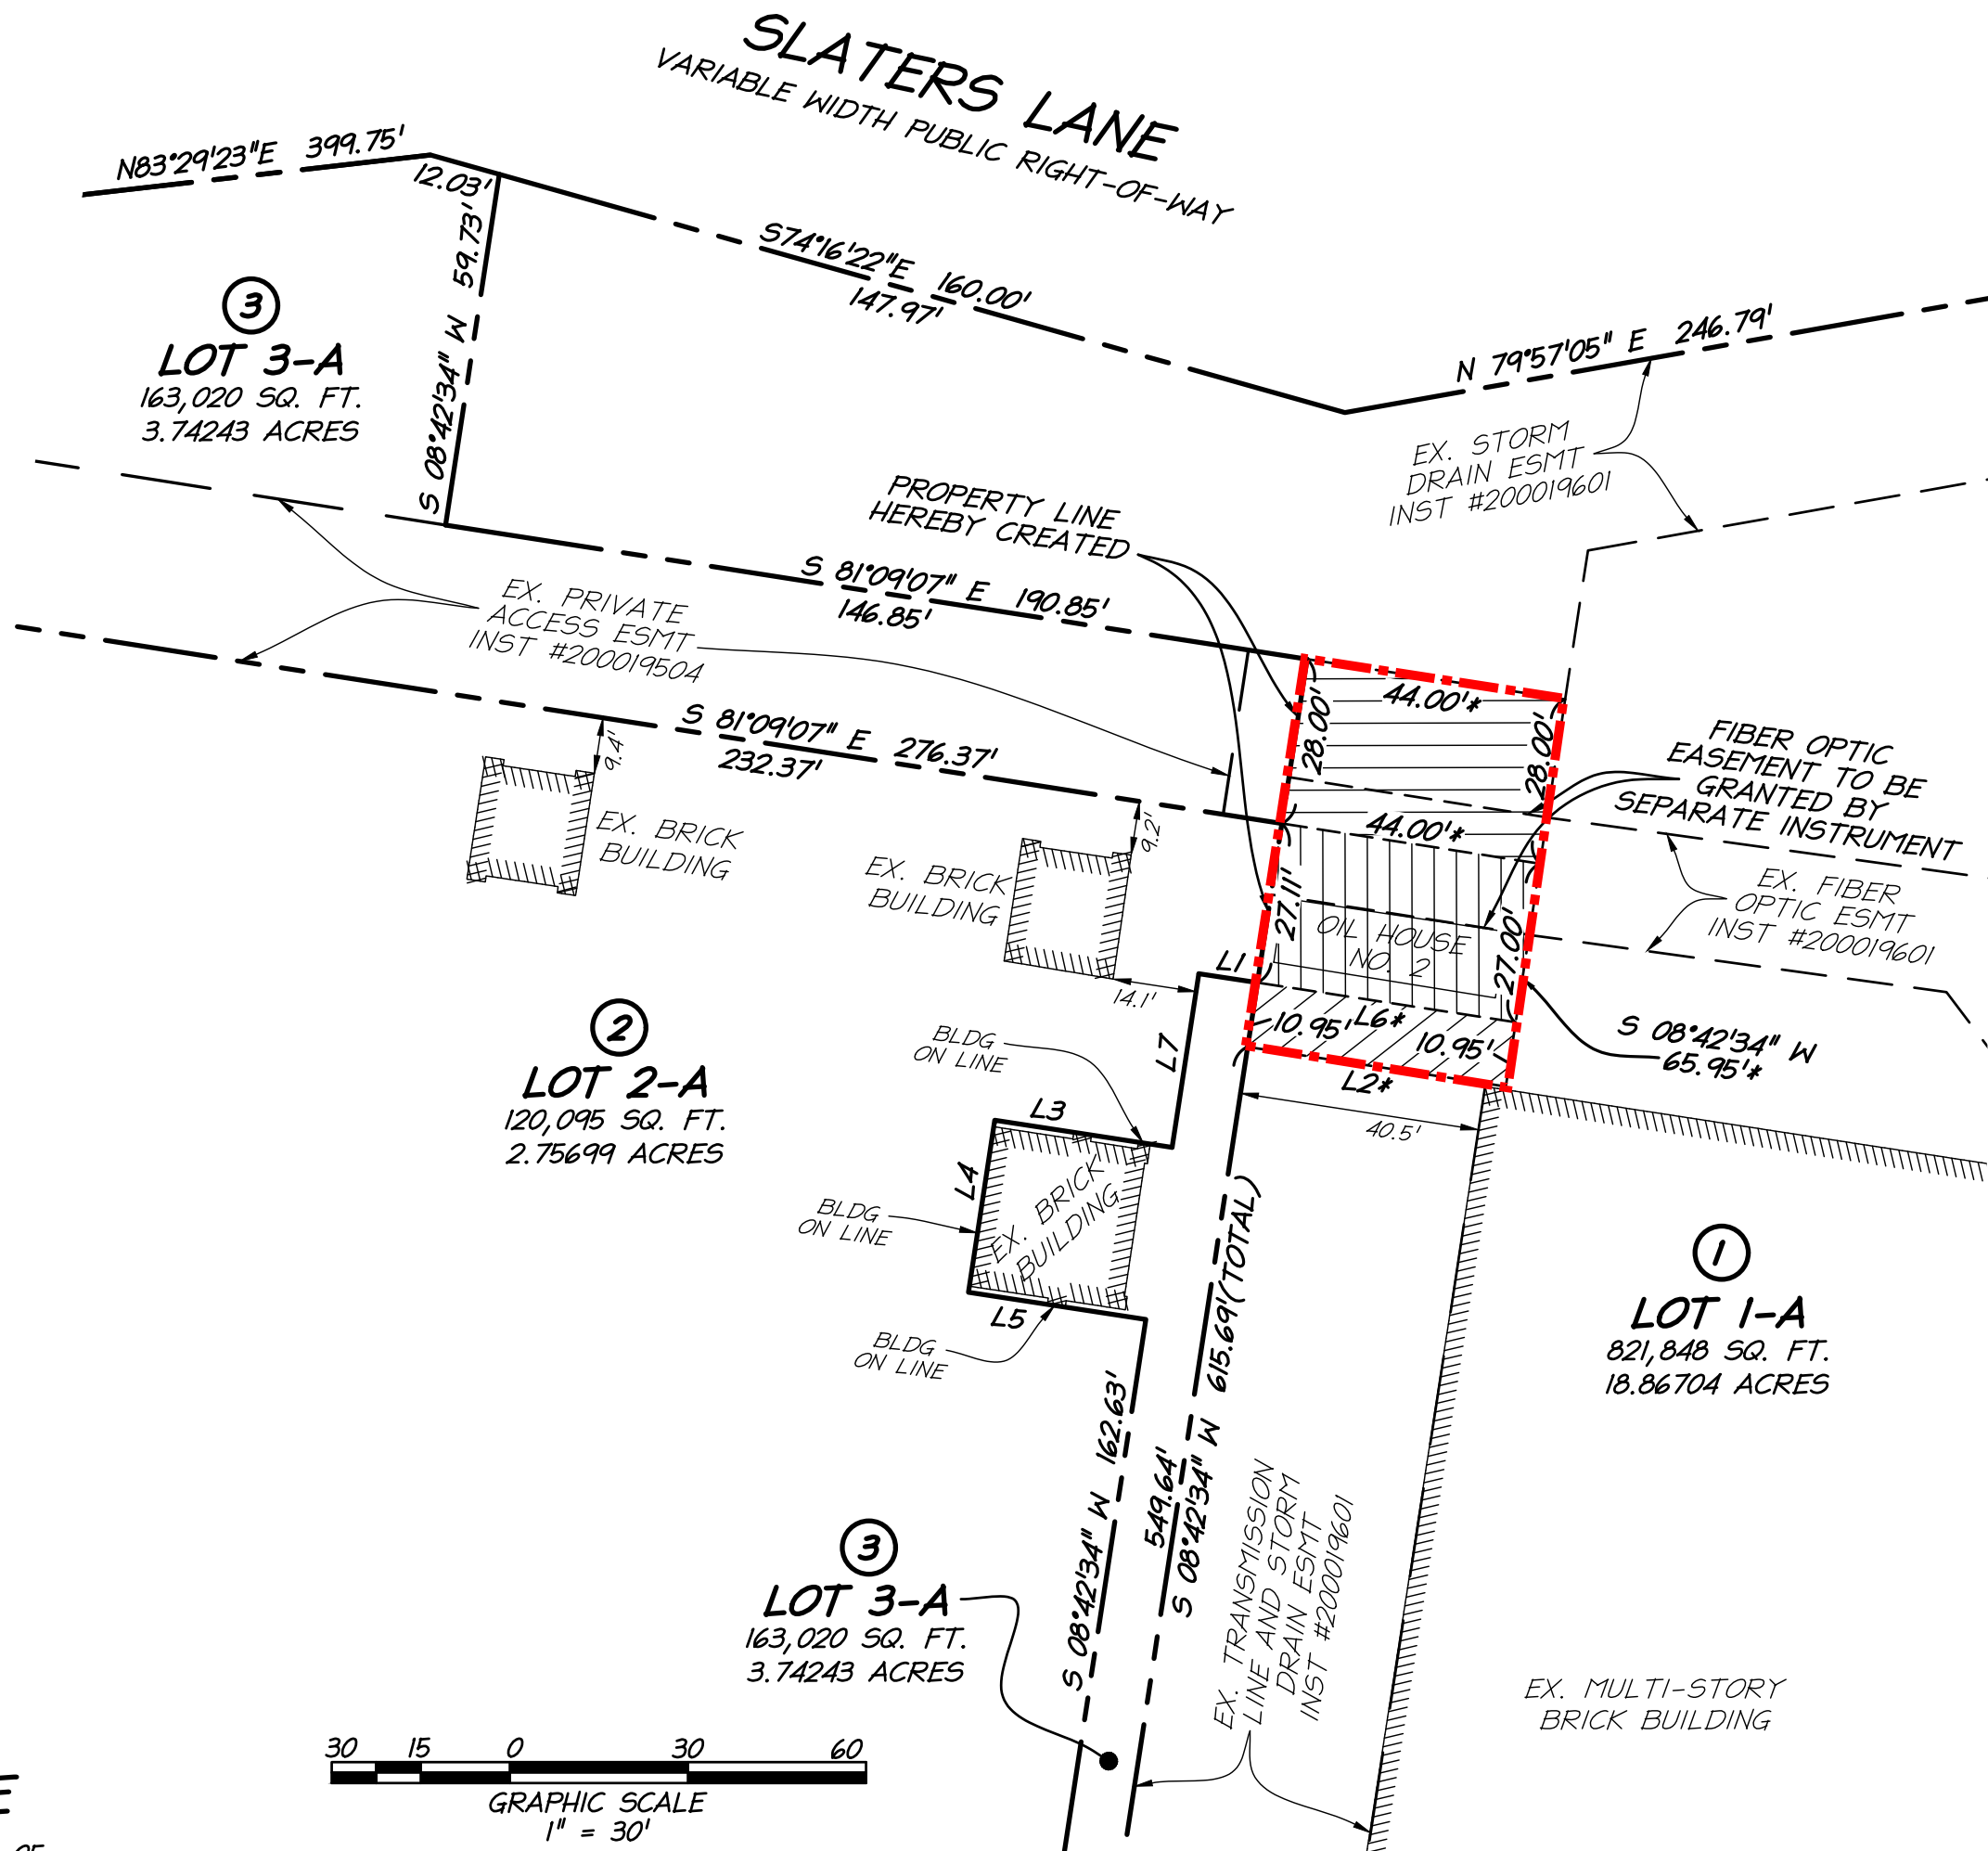 SLATERS LANE
VARIABLE WIDTH PUBLIC RIGHT-OF-WAY
N83°29'23"E 399.75'
12.03'
S 08°42'34" W 59.73'
S74°16'22"E 160.00'
147.97'
N 79°57'05" E 246.79'
3
LOT 3-A
163,020 SQ. FT.
3.74243 ACRES
EX. STORM
DRAIN ESMT
INST #200019601
PROPERTY LINE
HEREBY CREATED
S 81°09'07" E 190.85'
146.85'
EX. PRIVATE
ACCESS ESMT
INST #200019504
S 81°09'07" E 276.37'
232.37'
9.4'
EX. BRICK
BUILDING
9.2'
EX. BRICK
BUILDING
14.1'
44.00'*
28.00'
28.00'
44.00'*
27.11'
27.00'
OIL HOUSE
NO. 2
10.95'
L6*
10.95'
L2*
L1
L7
FIBER OPTIC
EASEMENT TO BE
GRANTED BY
SEPARATE INSTRUMENT
EX. FIBER
OPTIC ESMT
INST #200019601
S 08°42'34" W
65.95'*
40.5'
2
LOT 2-A
120,095 SQ. FT.
2.75699 ACRES
BLDG
ON LINE
L3
L4
EX. BRICK
BUILDING
BLDG
ON LINE
L5
BLDG
ON LINE
S 08°42'34" W 162.63'
549.64'
S 08°42'34" W 615.69'(TOTAL)
1
LOT 1-A
821,848 SQ. FT.
18.86704 ACRES
3
LOT 3-A
163,020 SQ. FT.
3.74243 ACRES
EX. TRANSMISSION
LINE AND STORM
DRAIN ESMT
INST #200019601
EX. MULTI-STORY
BRICK BUILDING
30 15 0 30 60
GRAPHIC SCALE
1" = 30'